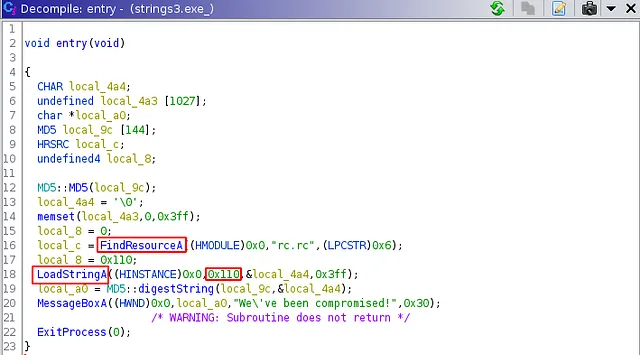 Decompile: entry - (strings3.exe_)
1
2 void entry(void)
3
4 {
5 CHAR local_4a4;
6 undefined local_4a3 [1027];
7 char *local_a0;
8 MD5 local_9c [144];
9 HRSRC local_c;
10 undefined4 local_8;
11
12 MD5::MD5(local_9c);
13 local_4a4 = '\0';
14 memset(local_4a3,0,0x3ff);
15 local_8 = 0;
16 local_c = FindResourceA((HMODULE)0x0,"rc.rc",(LPCSTR)0x6);
17 local_8 = 0x110;
18 LoadStringA((HINSTANCE)0x0,0x110,&local_4a4,0x3ff);
19 local_a0 = MD5::digestString(local_9c,&local_4a4);
20 MessageBoxA((HWND)0x0,local_a0,"We\'ve been compromised!",0x30);
21 /* WARNING: Subroutine does not return */
22 ExitProcess(0);
23 }